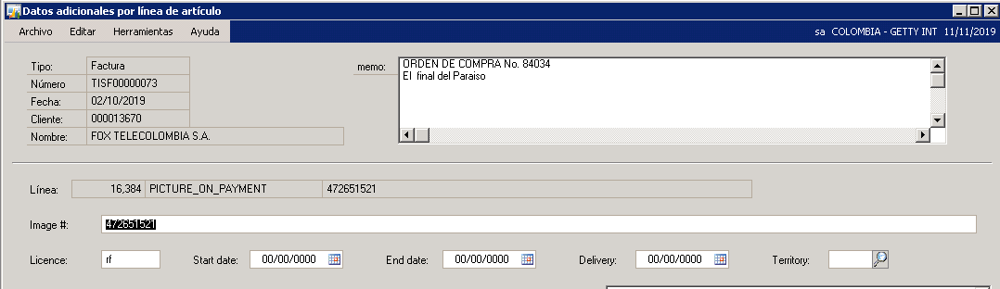 Datos adicionales por línea de artículo
Archivo Editar Herramientas Ayuda sa COLOMBIA - GETTY INT 11/11/2019
Tipo: Factura
memo: ORDEN DE COMPRA No. 84034
El final del Paraiso
Número TISF00000073
Fecha: 02/10/2019
Cliente: 000013670
Nombre: FOX TELECOLOMBIA S.A.
Línea: 16,384 PICTURE_ON_PAYMENT 472651521
Image #: 472651521
Licence: rf Start date: 00/00/0000 End date: 00/00/0000 Delivery: 00/00/0000 Territory: